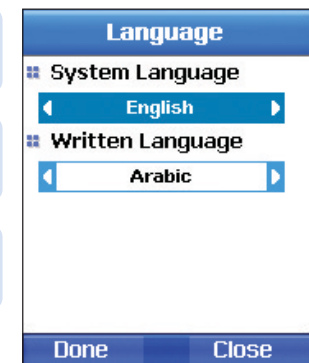 Language
System Language
English
Written Language
Arabic
Done Close